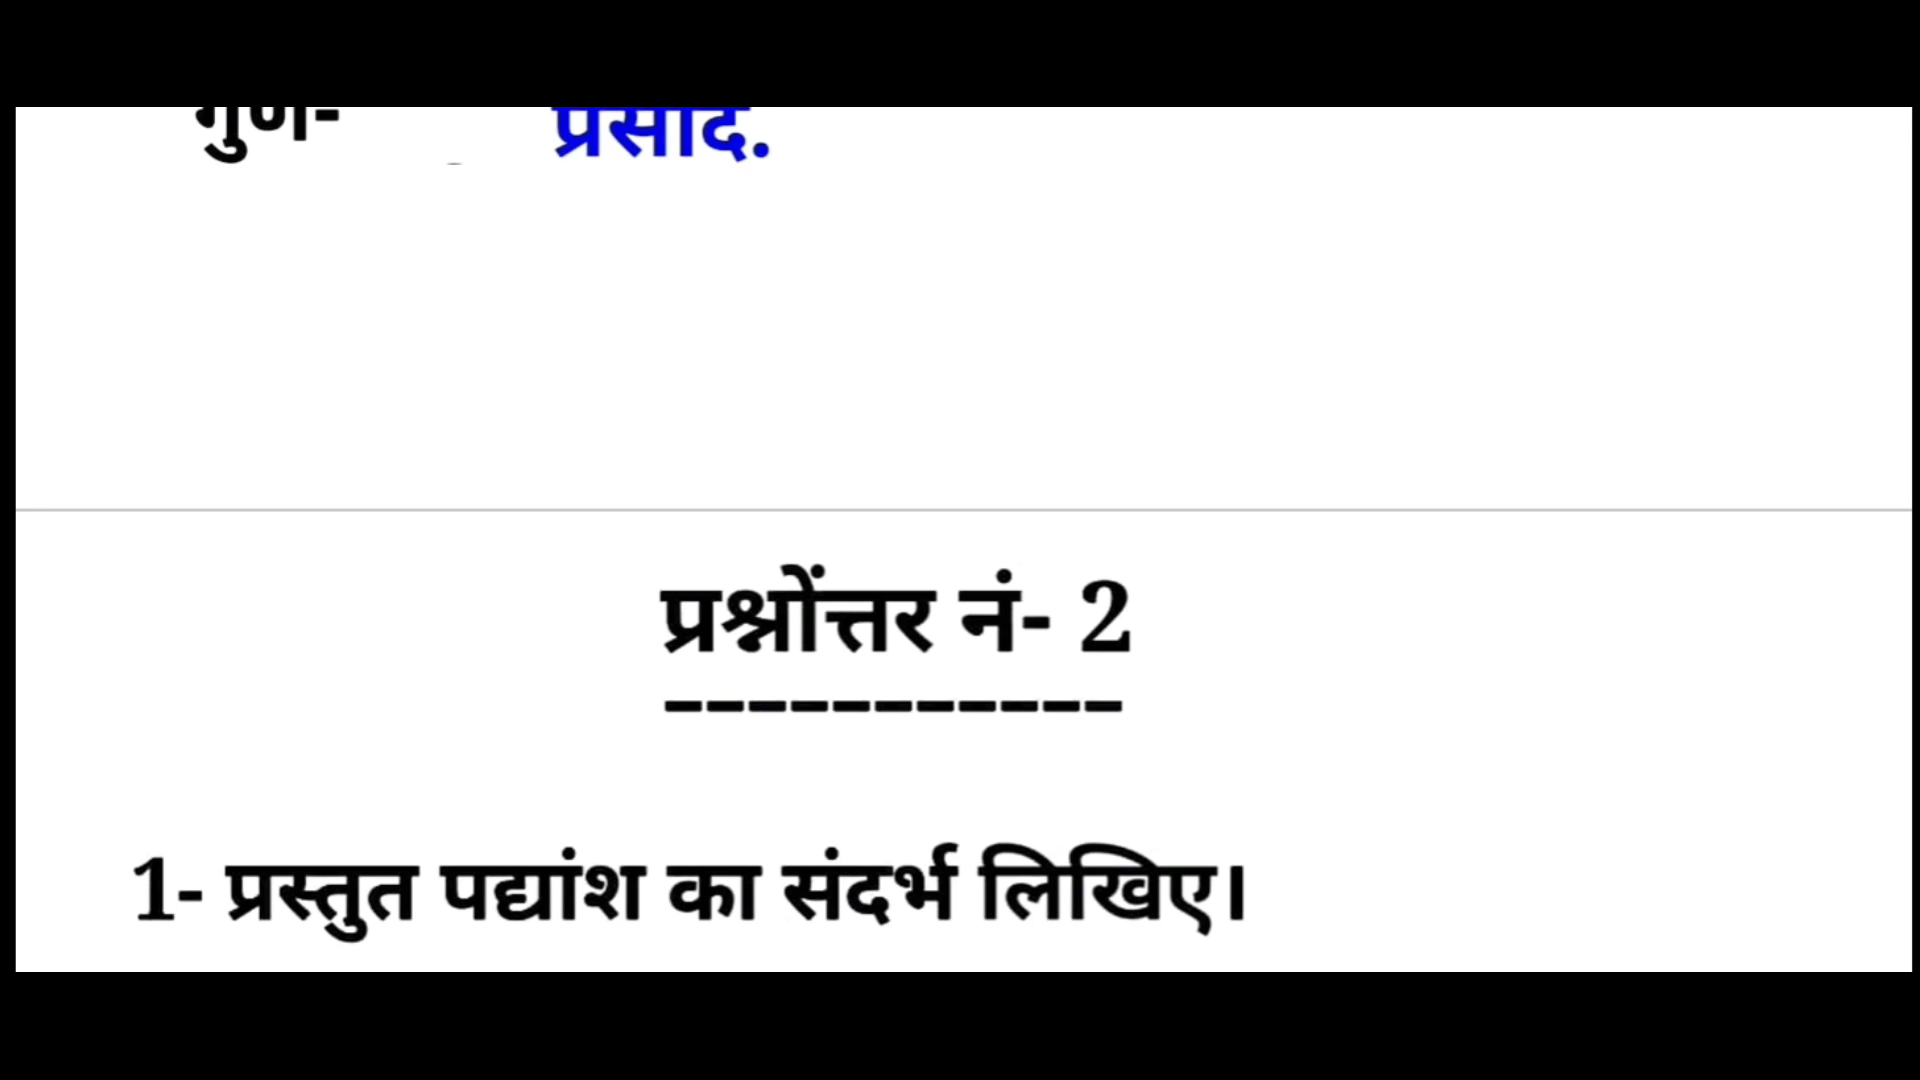 गुण- प्रसाद.
प्रश्नोंत्तर नं- 2
-----------
1- प्रस्तुत पद्यांश का संदर्भ लिखिए।